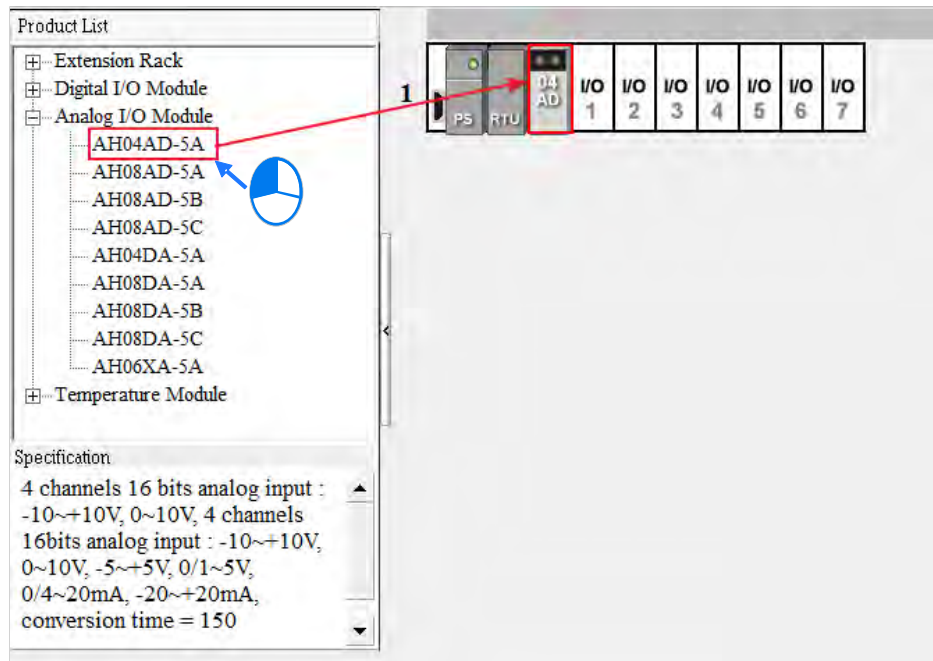 Product List
Extension Rack
Digital I/O Module
Analog I/O Module
AH04AD-5A
AH08AD-5A
AH08AD-5B
AH08AD-5C
AH04DA-5A
AH08DA-5A
AH08DA-5B
AH08DA-5C
AH06XA-5A
Temperature Module
Specification
4 channels 16 bits analog input :
-10~+10V, 0~10V, 4 channels
16bits analog input : -10~+10V,
0~10V, -5~+5V, 0/1~5V,
0/4~20mA, -20~+20mA,
conversion time = 150
1
PS
RTU
04
AD
I/O
1
I/O
2
I/O
3
I/O
4
I/O
5
I/O
6
I/O
7